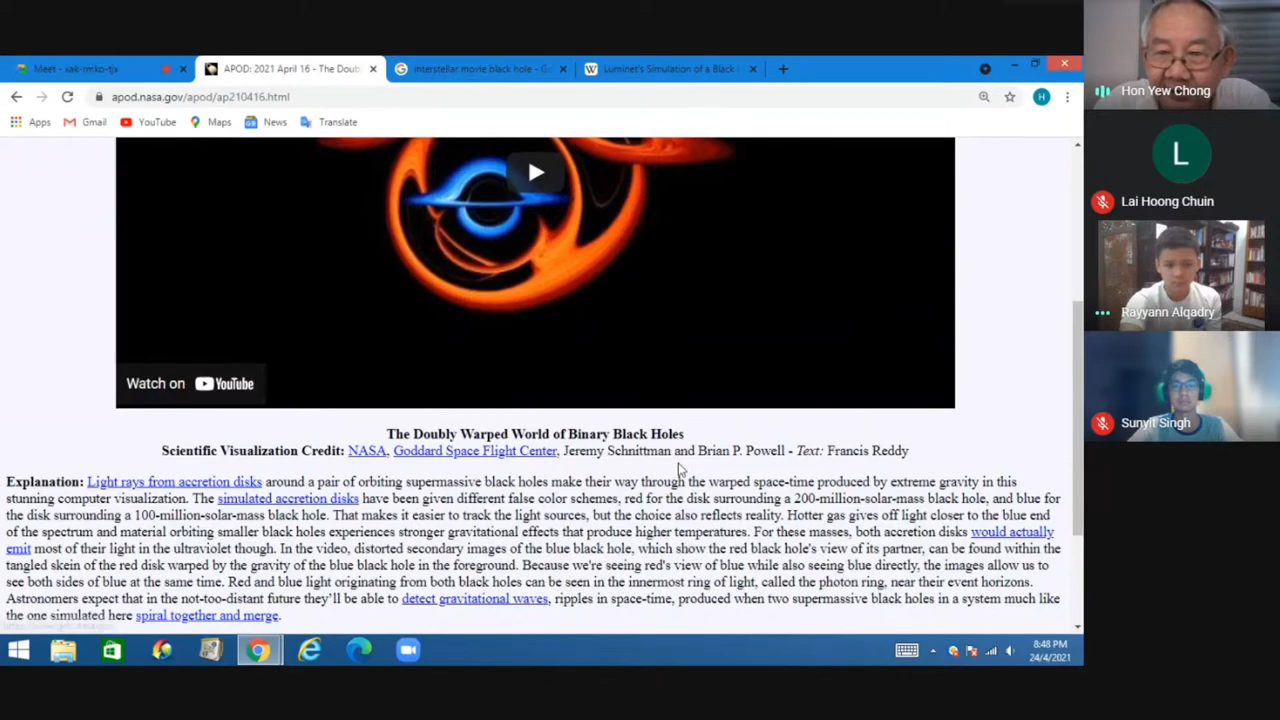 Meet - xak-nmko-tjx
APOD: 2021 April 16 - The Doub
interstellar movie black hole - Go
Luminet's Simulation of a Black
apod.nasa.gov/apod/ap210416.html
H
Apps
Gmail
YouTube
Maps
News
Translate
Watch on YouTube
The Doubly Warped World of Binary Black Holes
Scientific Visualization Credit: NASA, Goddard Space Flight Center, Jeremy Schnittman and Brian P. Powell - Text: Francis Reddy
Explanation: Light rays from accretion disks around a pair of orbiting supermassive black holes make their way through the warped space-time produced by extreme gravity in this
stunning computer visualization. The simulated accretion disks have been given different false color schemes, red for the disk surrounding a 200-million-solar-mass black hole, and blue for
the disk surrounding a 100-million-solar-mass black hole. That makes it easier to track the light sources, but the choice also reflects reality. Hotter gas gives off light closer to the blue end
of the spectrum and material orbiting smaller black holes experiences stronger gravitational effects that produce higher temperatures. For these masses, both accretion disks would actually
emit most of their light in the ultraviolet though. In the video, distorted secondary images of the blue black hole, which show the red black hole's view of its partner, can be found within the
tangled skein of the red disk warped by the gravity of the blue black hole in the foreground. Because we're seeing red's view of blue while also seeing blue directly, the images allow us to
see both sides of blue at the same time. Red and blue light originating from both black holes can be seen in the innermost ring of light, called the photon ring, near their event horizons.
Astronomers expect that in the not-too-distant future they'll be able to detect gravitational waves, ripples in space-time, produced when two supermassive black holes in a system much like
the one simulated here spiral together and merge.
8:48 PM
24/4/2021
Hon Yew Chong
L
Lai Hoong Chuin
Rayyann Alqadry
Sunyit Singh